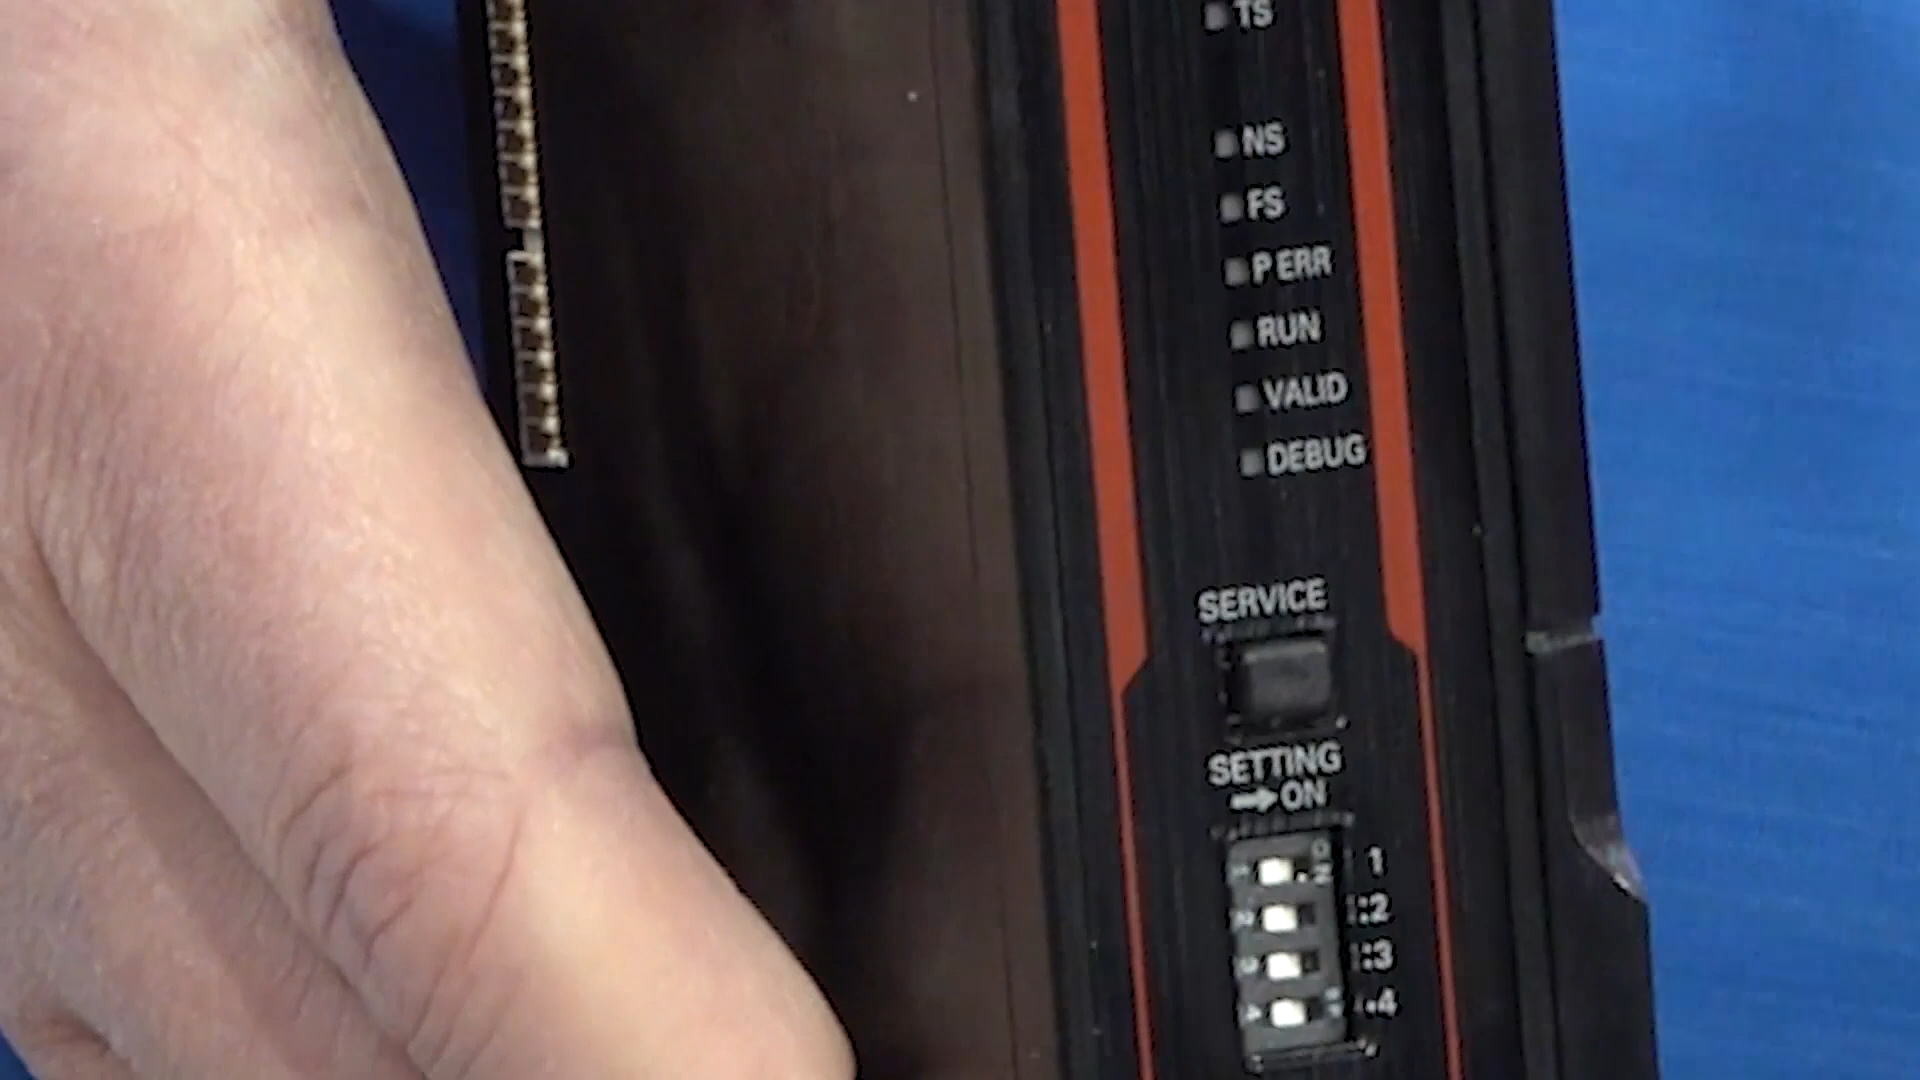 TS
NS
FS
P ERR
RUN
VALID
DEBUG
SERVICE
SETTING
➡ON
1
2
3
4